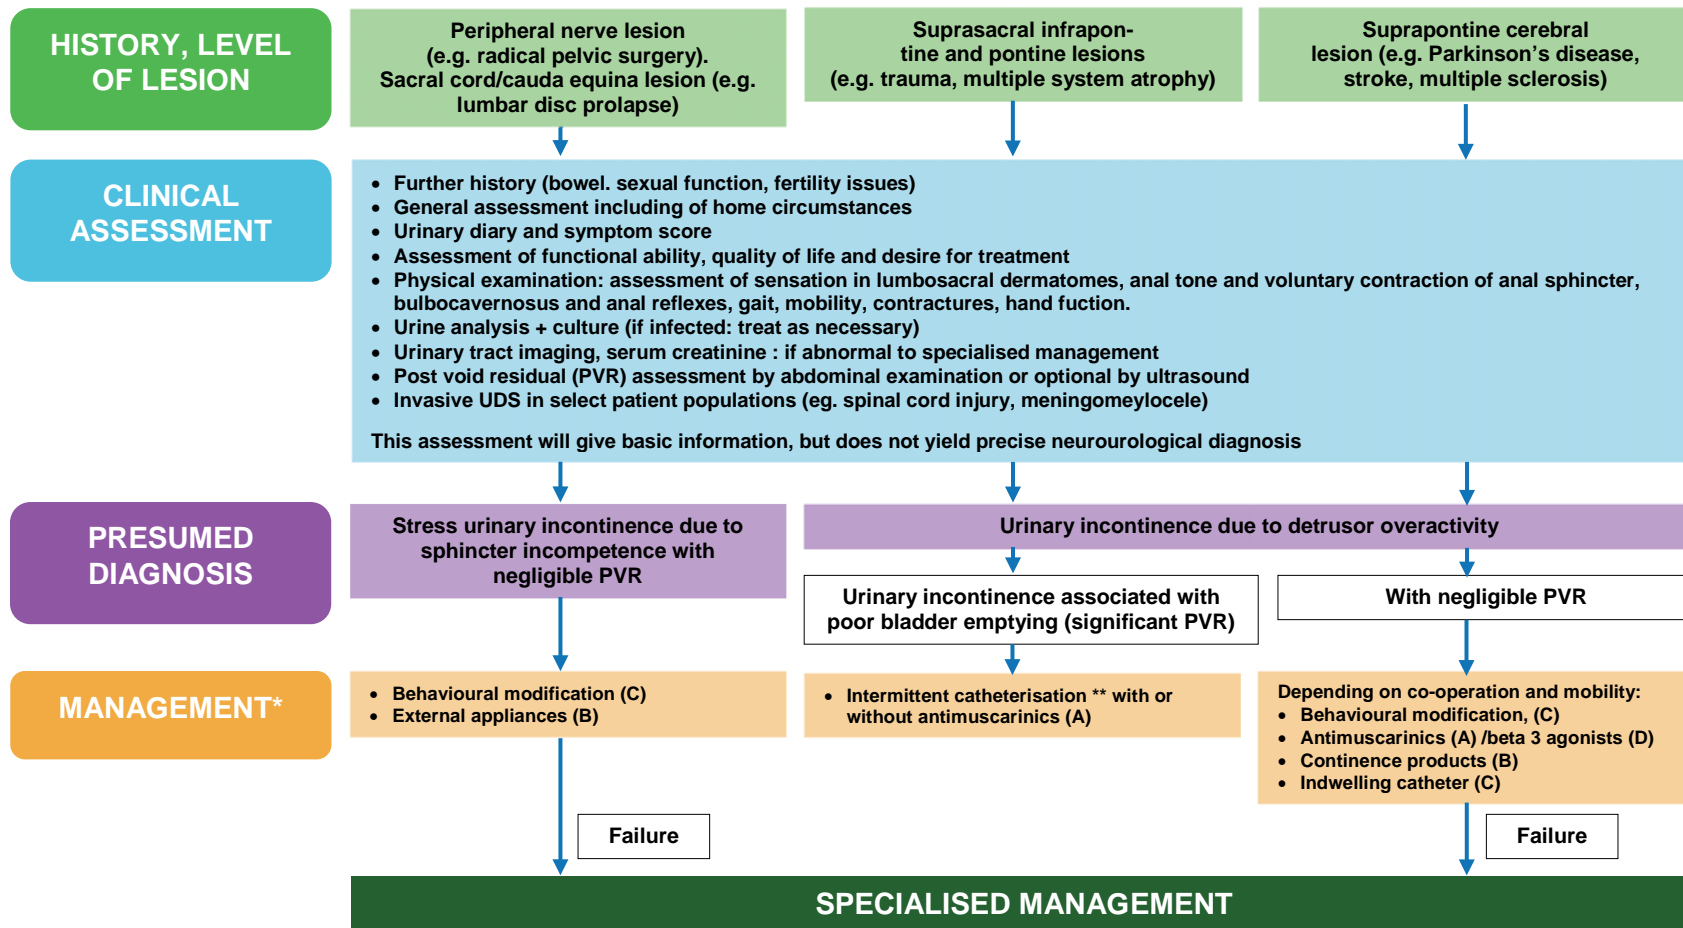 HISTORY, LEVEL
OF LESION
Peripheral nerve lesion
(e.g. radical pelvic surgery).
Sacral cord/cauda equina lesion (e.g.
lumbar disc prolapse)
Suprasacral infrapon-
tine and pontine lesions
(e.g. trauma, multiple system atrophy)
Suprapontine cerebral
lesion (e.g. Parkinson's disease,
stroke, multiple sclerosis)
CLINICAL
ASSESSMENT
• Further history (bowel. sexual function, fertility issues)
• General assessment including of home circumstances
• Urinary diary and symptom score
• Assessment of functional ability, quality of life and desire for treatment
• Physical examination: assessment of sensation in lumbosacral dermatomes, anal tone and voluntary contraction of anal sphincter,
bulbocavernosus and anal reflexes, gait, mobility, contractures, hand fuction.
• Urine analysis + culture (if infected: treat as necessary)
• Urinary tract imaging, serum creatinine : if abnormal to specialised management
• Post void residual (PVR) assessment by abdominal examination or optional by ultrasound
• Invasive UDS in select patient populations (eg. spinal cord injury, meningomeylocele)
This assessment will give basic information, but does not yield precise neurourological diagnosis
PRESUMED
DIAGNOSIS
Stress urinary incontinence due to
sphincter incompetence with
negligible PVR
Urinary incontinence due to detrusor overactivity
Urinary incontinence associated with
poor bladder emptying (significant PVR)
With negligible PVR
MANAGEMENT*
• Behavioural modification (C)
• External appliances (B)
• Intermittent catheterisation ** with or
without antimuscarinics (A)
Depending on co-operation and mobility:
• Behavioural modification, (C)
• Antimuscarinics (A) /beta 3 agonists (D)
• Continence products (B)
• Indwelling catheter (C)
Failure
Failure
SPECIALISED MANAGEMENT